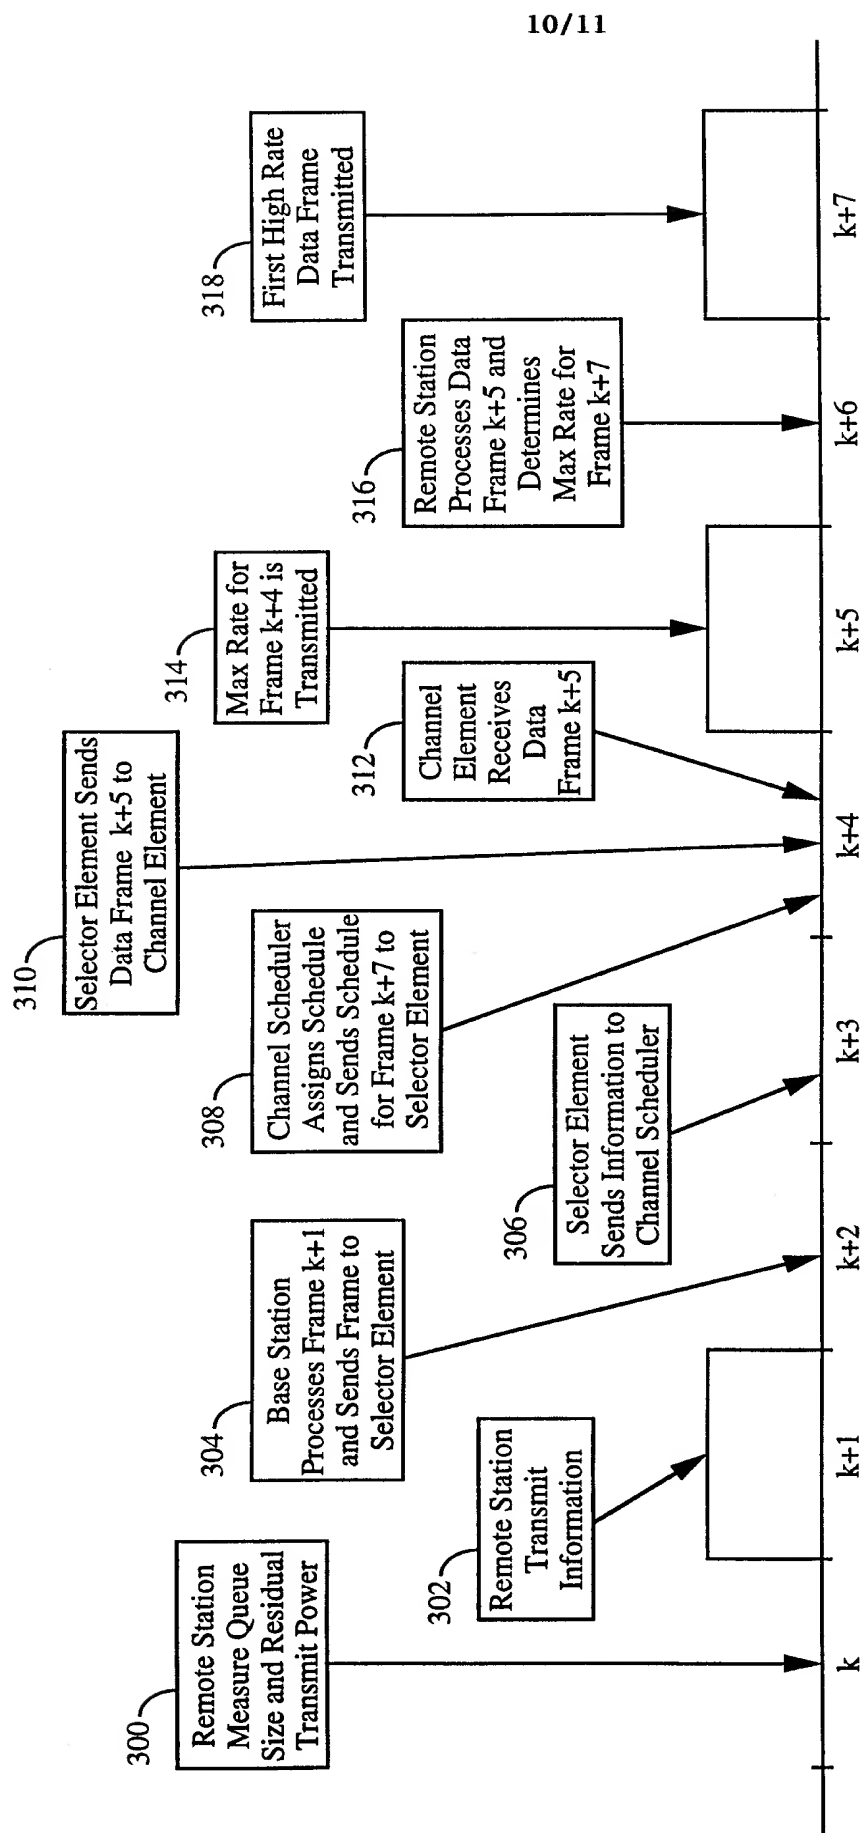 10/11
300
Remote Station
Measure Queue
Size and Residual
Transmit Power
302
Remote Station
Transmit
Information
304
Base Station
Processes Frame k+1
and Sends Frame to
Selector Element
306
Selector Element
Sends Information to
Channel Scheduler
308
Channel Scheduler
Assigns Schedule
and Sends Schedule
for Frame k+7 to
Selector Element
310
Selector Element Sends
Data Frame k+5 to
Channel Element
312
Channel
Element
Receives
Data
Frame k+5
314
Max Rate for
Frame k+4 is
Transmitted
316
Remote Station
Processes Data
Frame k+5 and
Determines
Max Rate for
Frame k+7
318
First High Rate
Data Frame
Transmitted
k
k+1
k+2
k+3
k+4
k+5
k+6
k+7